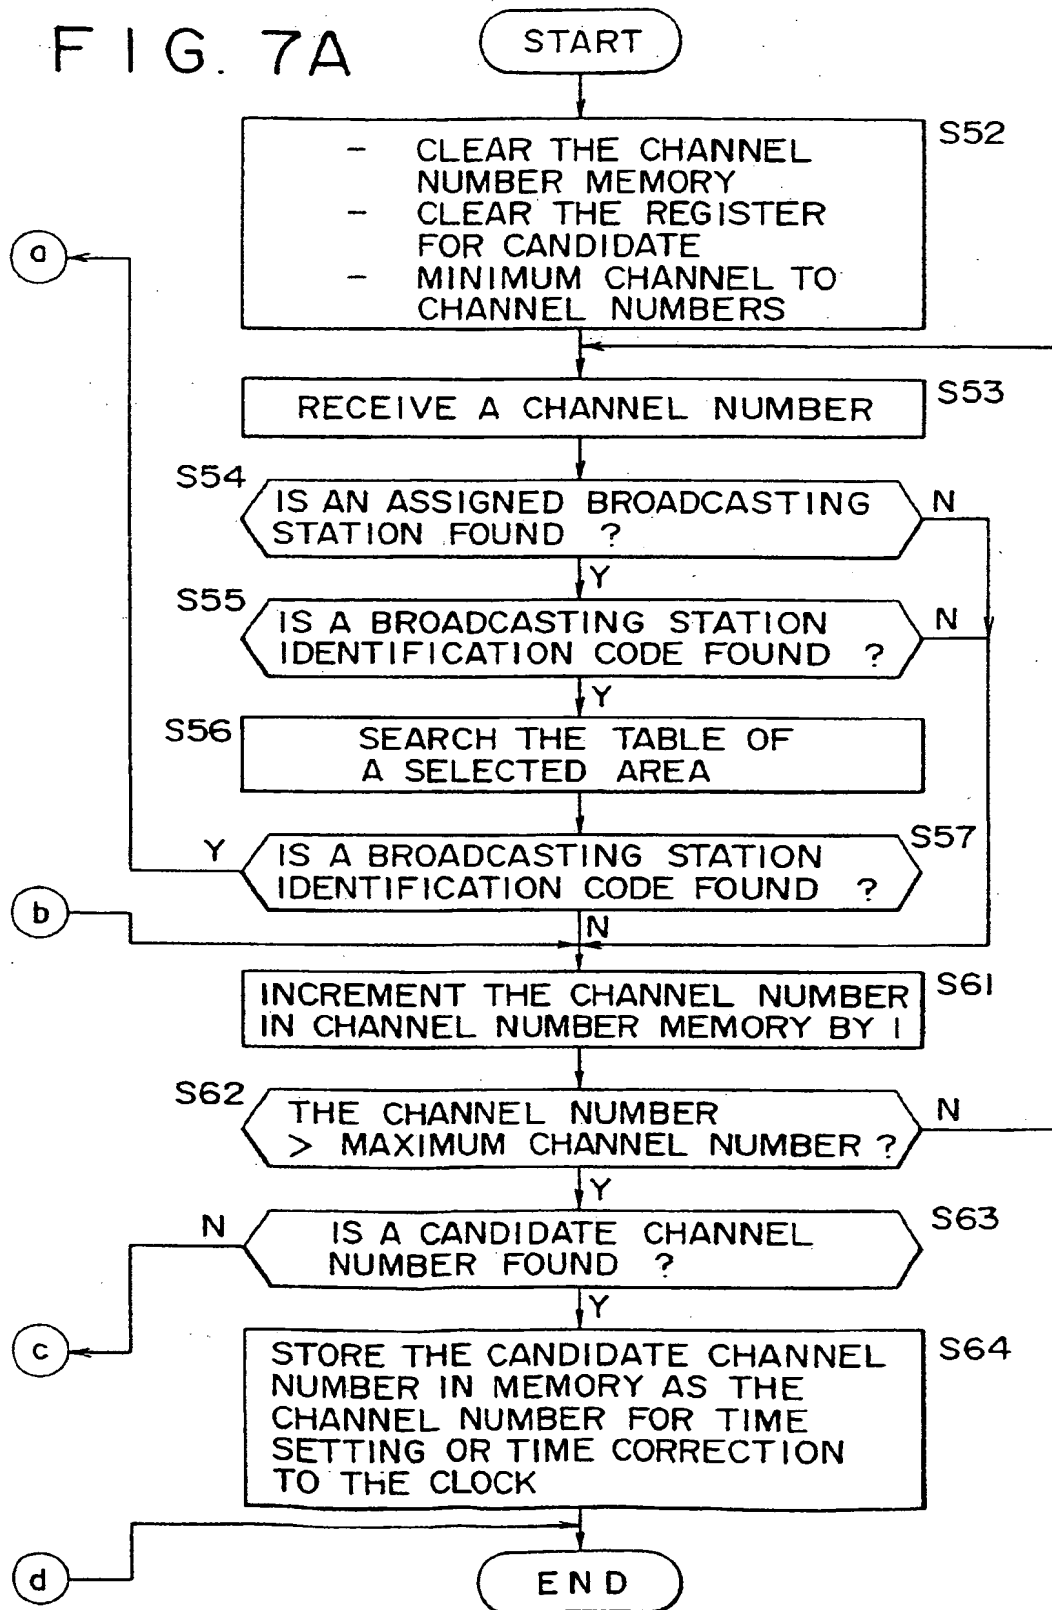 FIG. 7A
START
S52
- CLEAR THE CHANNEL
NUMBER MEMORY
- CLEAR THE REGISTER
FOR CANDIDATE
- MINIMUM CHANNEL TO
CHANNEL NUMBERS
a
S53
RECEIVE A CHANNEL NUMBER
S54
IS AN ASSIGNED BROADCASTING
STATION FOUND ?
N
Y
S55
IS A BROADCASTING STATION
IDENTIFICATION CODE FOUND ?
N
Y
S56
SEARCH THE TABLE OF
A SELECTED AREA
S57
Y
IS A BROADCASTING STATION
IDENTIFICATION CODE FOUND ?
b
N
S61
INCREMENT THE CHANNEL NUMBER
IN CHANNEL NUMBER MEMORY BY 1
S62
THE CHANNEL NUMBER
> MAXIMUM CHANNEL NUMBER ?
N
Y
S63
N
IS A CANDIDATE CHANNEL
NUMBER FOUND ?
Y
c
S64
STORE THE CANDIDATE CHANNEL
NUMBER IN MEMORY AS THE
CHANNEL NUMBER FOR TIME
SETTING OR TIME CORRECTION
TO THE CLOCK
d
END